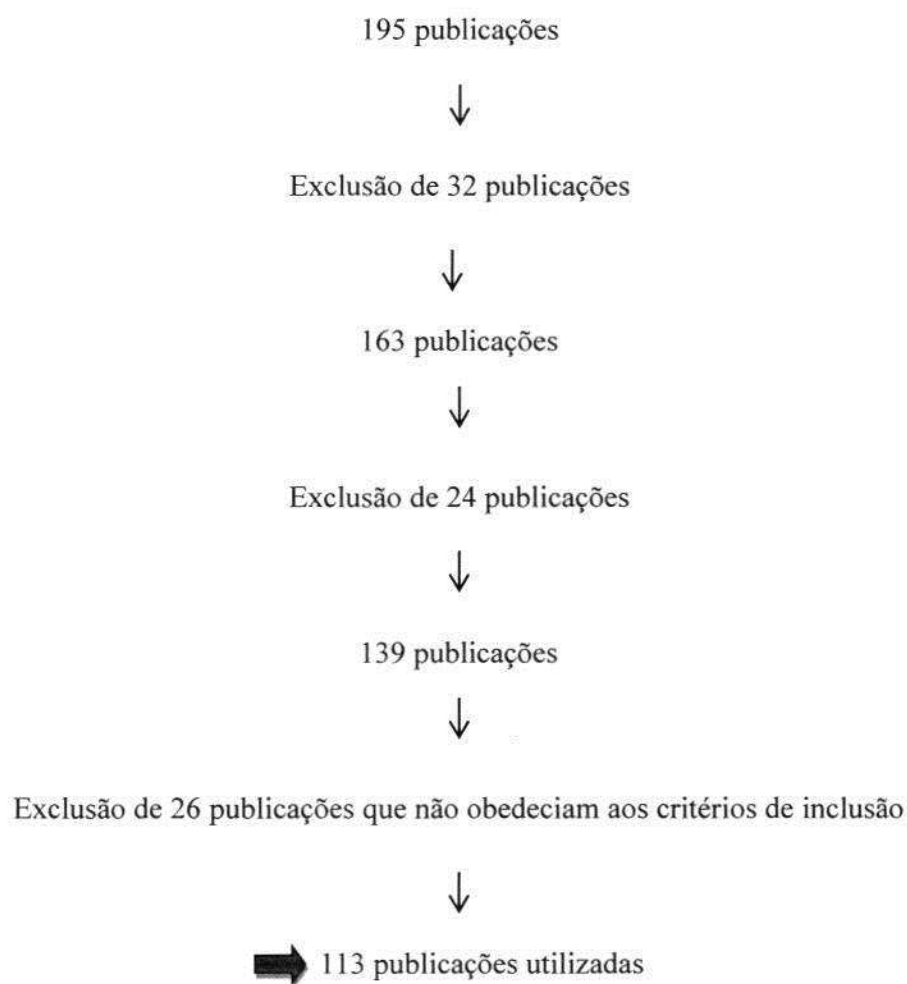 195 publicações
Exclusão de 32 publicações
163 publicações
Exclusão de 24 publicações
139 publicações
Exclusão de 26 publicações que não obedeciam aos critérios de inclusão
113 publicações utilizadas